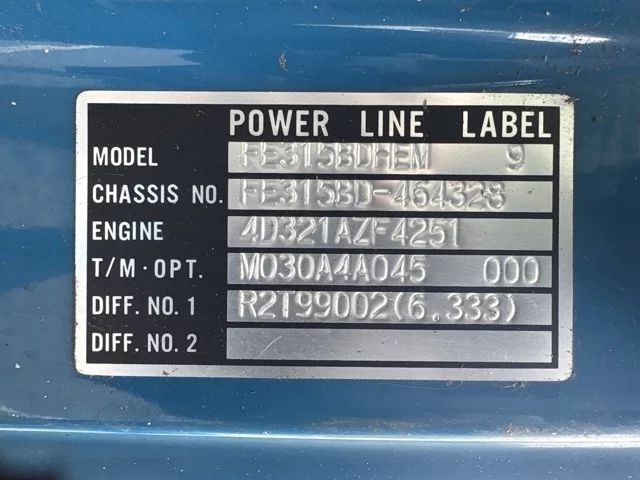 POWER LINE LABEL
MODEL FE315BDHEM 9
CHASSIS NO. FE315BD-464328
ENGINE 4D321AZF4251
T/M·OPT. M030A4A045 000
DIFF. NO. 1 R2T99002(6.333)
DIFF. NO. 2